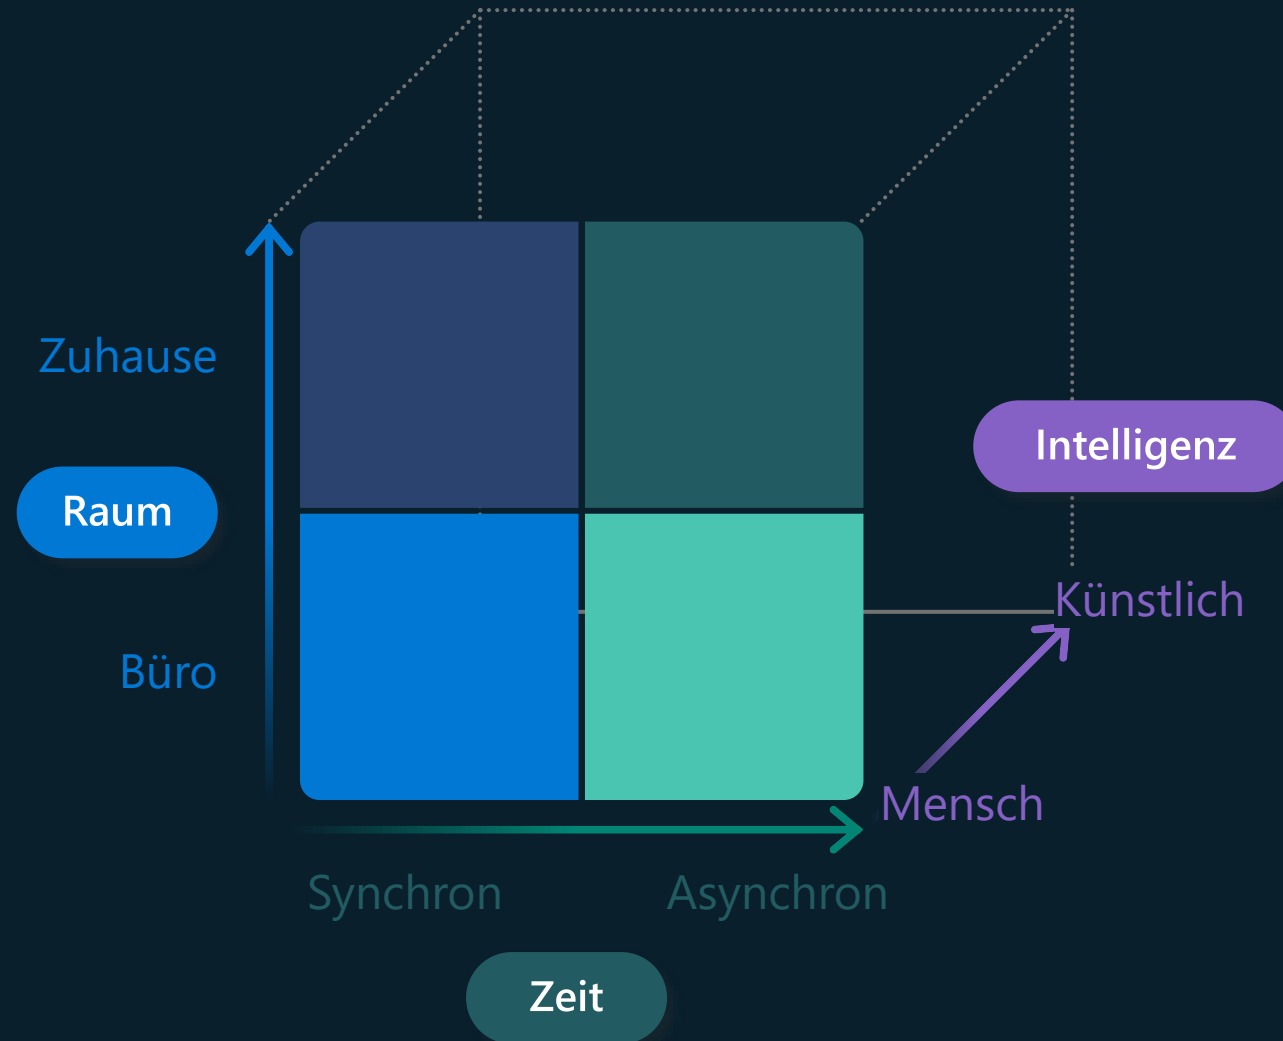 Zuhause
Intelligenz
Raum
Künstlich
Büro
Mensch
Synchron
Asynchron
Zeit